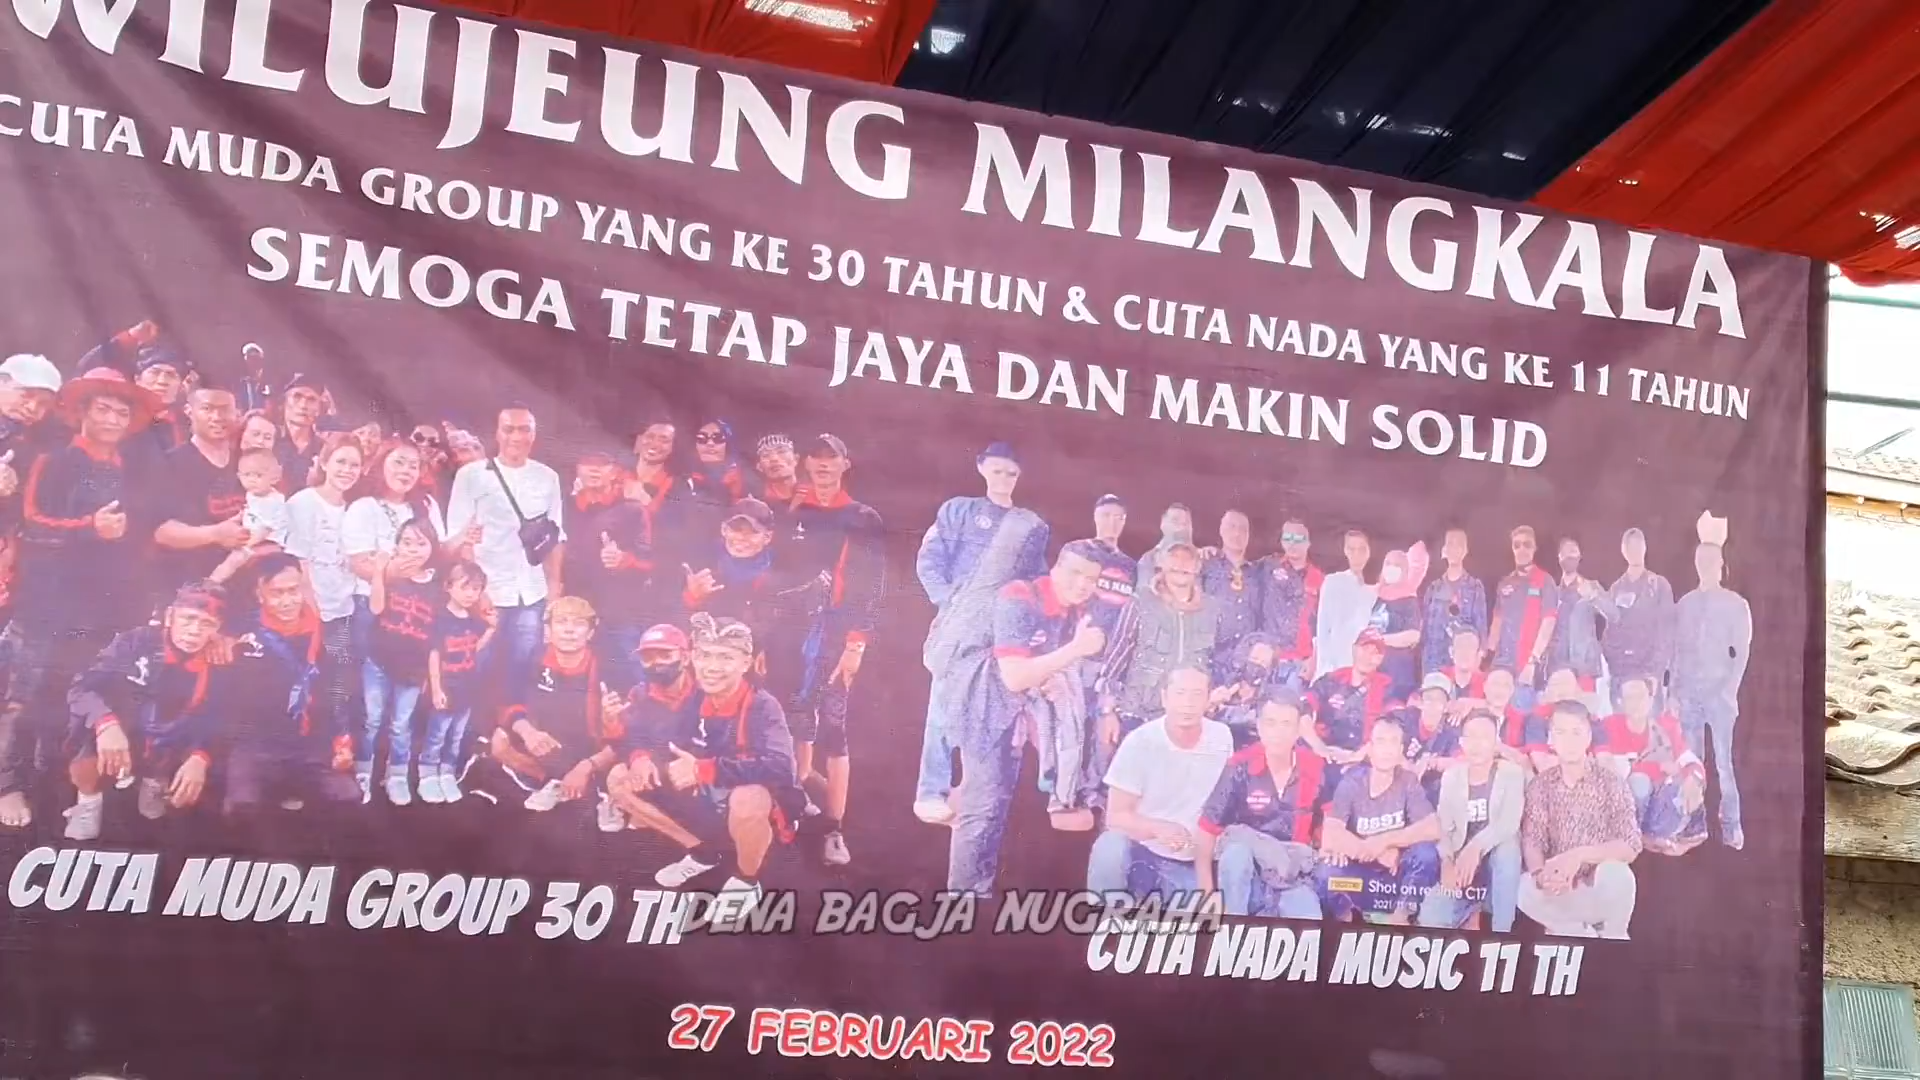 WILUJEUNG MILANGKALA
CUTA MUDA GROUP YANG KE 30 TAHUN & CUTA NADA YANG KE 11 TAHUN
SEMOGA TETAP JAYA DAN MAKIN SOLID
BEST
Shot on realme C17
CUTA MUDA GROUP 30 TH
DENA BAGJA NUGRAHA
CUTA NADA MUSIC 11 TH
27 FEBRUARI 2022